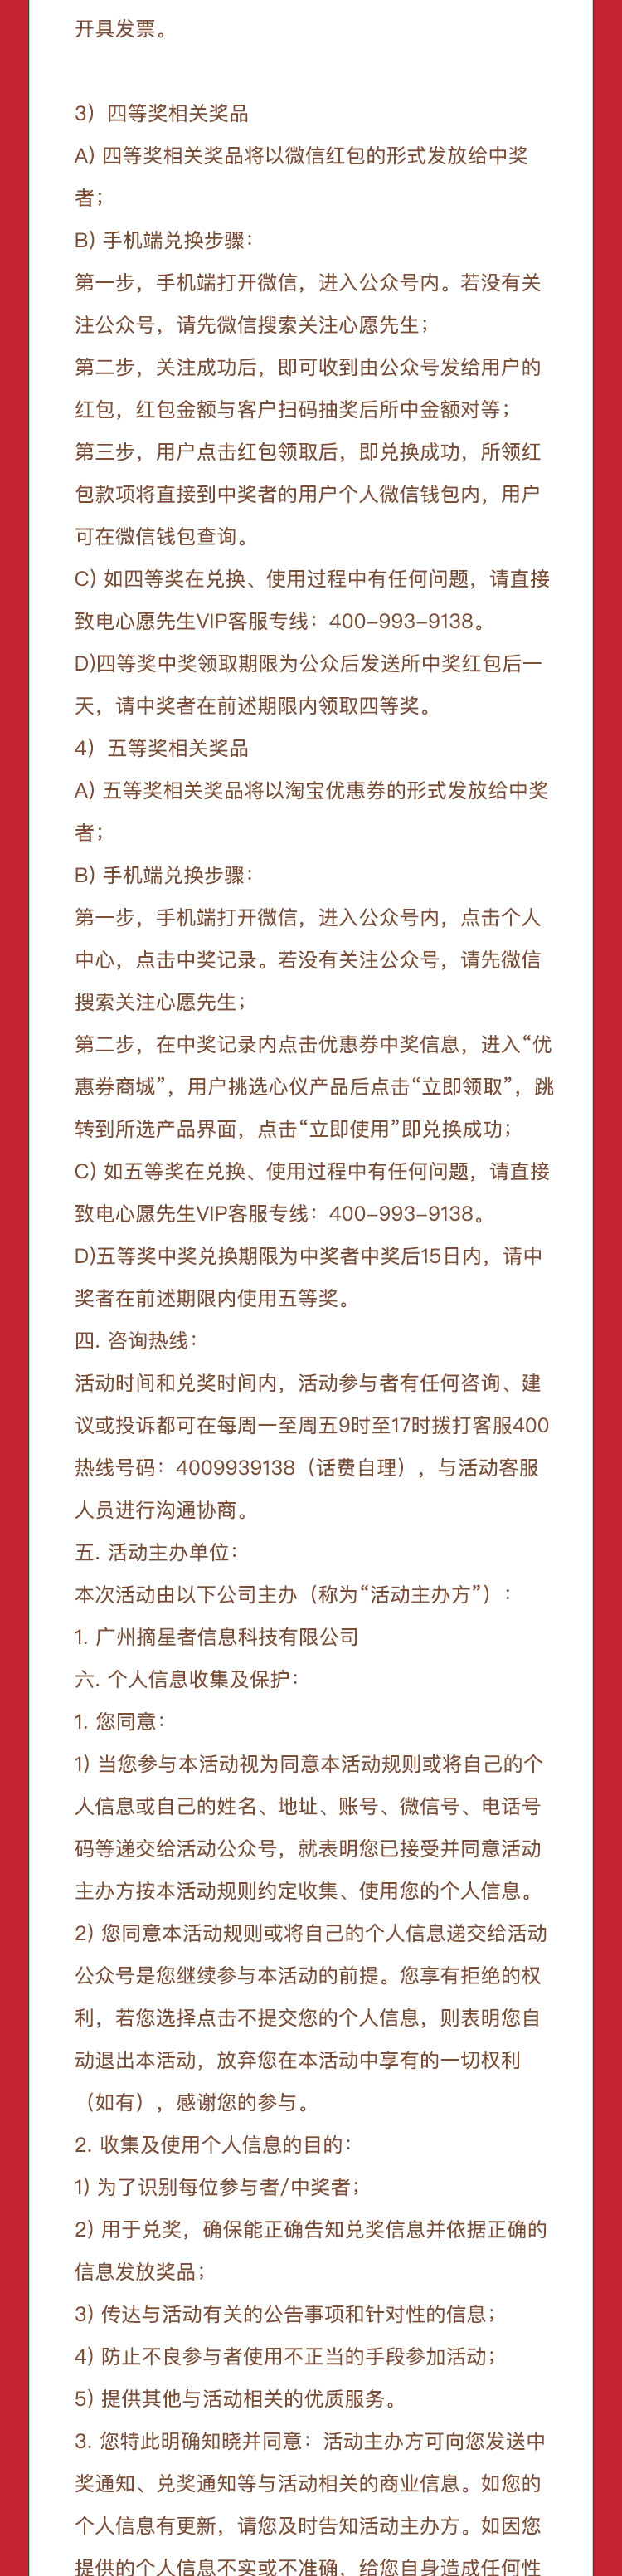 开具发票。
3）四等奖相关奖品
A) 四等奖相关奖品将以微信红包的形式发放给中奖
者；
B) 手机端兑换步骤：
第一步，手机端打开微信，进入公众号内。若没有关
注公众号，请先微信搜索关注心愿先生；
第二步，关注成功后，即可收到由公众号发给用户的
红包，红包金额与客户扫码抽奖后所中金额对等；
第三步，用户点击红包领取后，即兑换成功，所领红
包款项将直接到中奖者的用户个人微信钱包内，用户
可在微信钱包查询。
C) 如四等奖在兑换、使用过程中有任何问题，请直接
致电心愿先生VIP客服专线：400-993-9138。
D)四等奖中奖领取期限为公众后发送所中奖红包后一
天，请中奖者在前述期限内领取四等奖。
4）五等奖相关奖品
A) 五等奖相关奖品将以淘宝优惠券的形式发放给中奖
者；
B) 手机端兑换步骤：
第一步，手机端打开微信，进入公众号内，点击个人
中心，点击中奖记录。若没有关注公众号，请先微信
搜索关注心愿先生；
第二步，在中奖记录内点击优惠券中奖信息，进入“优
惠券商城”，用户挑选心仪产品后点击“立即领取”，跳
转到所选产品界面，点击“立即使用”即兑换成功；
C) 如五等奖在兑换、使用过程中有任何问题，请直接
致电心愿先生VIP客服专线：400-993-9138。
D)五等奖中奖兑换期限为中奖者中奖后15日内，请中
奖者在前述期限内使用五等奖。
四. 咨询热线：
活动时间和兑奖时间内，活动参与者有任何咨询、建
议或投诉都可在每周一至周五9时至17时拨打客服400
热线号码：4009939138（话费自理），与活动客服
人员进行沟通协商。
五. 活动主办单位：
本次活动由以下公司主办（称为“活动主办方”）：
1. 广州摘星者信息科技有限公司
六. 个人信息收集及保护：
1. 您同意：
1) 当您参与本活动视为同意本活动规则或将自己的个
人信息或自己的姓名、地址、账号、微信号、电话号
码等递交给活动公众号，就表明您已接受并同意活动
主办方按本活动规则约定收集、使用您的个人信息。
2) 您同意本活动规则或将自己的个人信息递交给活动
公众号是您继续参与本活动的前提。您享有拒绝的权
利，若您选择点击不提交您的个人信息，则表明您自
动退出本活动，放弃您在本活动中享有的一切权利
（如有），感谢您的参与。
2. 收集及使用个人信息的目的：
1) 为了识别每位参与者/中奖者；
2) 用于兑奖，确保能正确告知兑奖信息并依据正确的
信息发放奖品；
3) 传达与活动有关的公告事项和针对性的信息；
4) 防止不良参与者使用不正当的手段参加活动；
5) 提供其他与活动相关的优质服务。
3. 您特此明确知晓并同意：活动主办方可向您发送中
奖通知、兑奖通知等与活动相关的商业信息。如您的
个人信息有更新，请您及时告知活动主办方。如因您
提供的个人信息不实或不准确，给您自身造成任何性